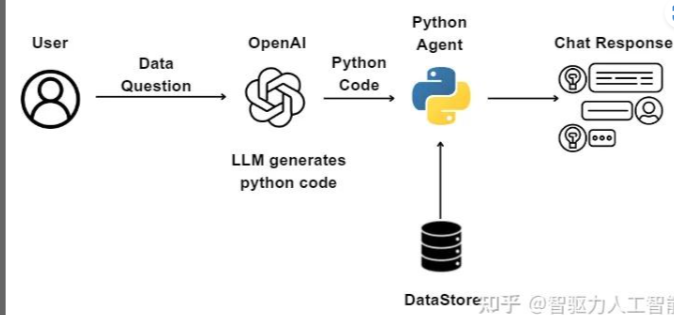 User
OpenAI
Python
Agent
Chat Response
Data
Question
Python
Code
LLM generates
python code
DataStore
知乎 @智驱力人工智能